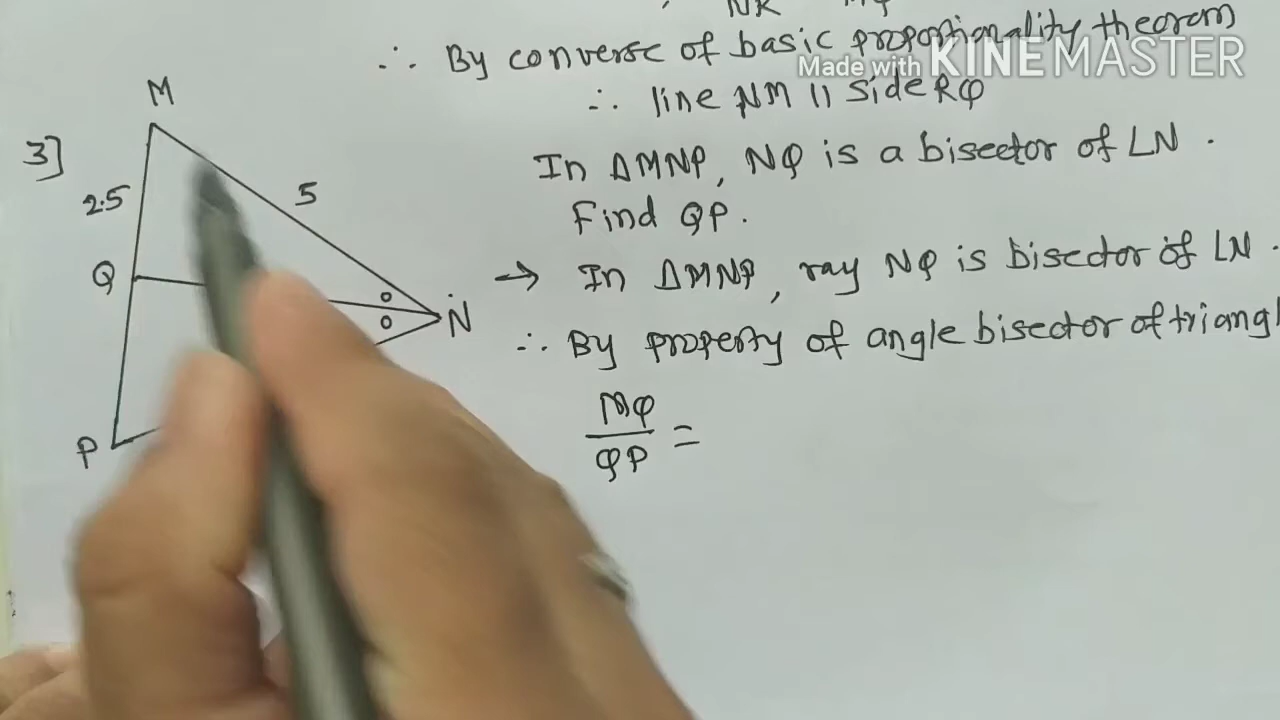 ∴ By converse of basic proportionality theorem
Made with KINEMASTER
∴ line NM || side RQ
3]
M
2.5
5
Q
N
P
In ΔMNP, NQ is a bisector of ∠N.
Find QP.
→ In ΔMNP, ray NQ is bisector of ∠N.
∴ By property of angle bisector of triangl
MQ
QP =